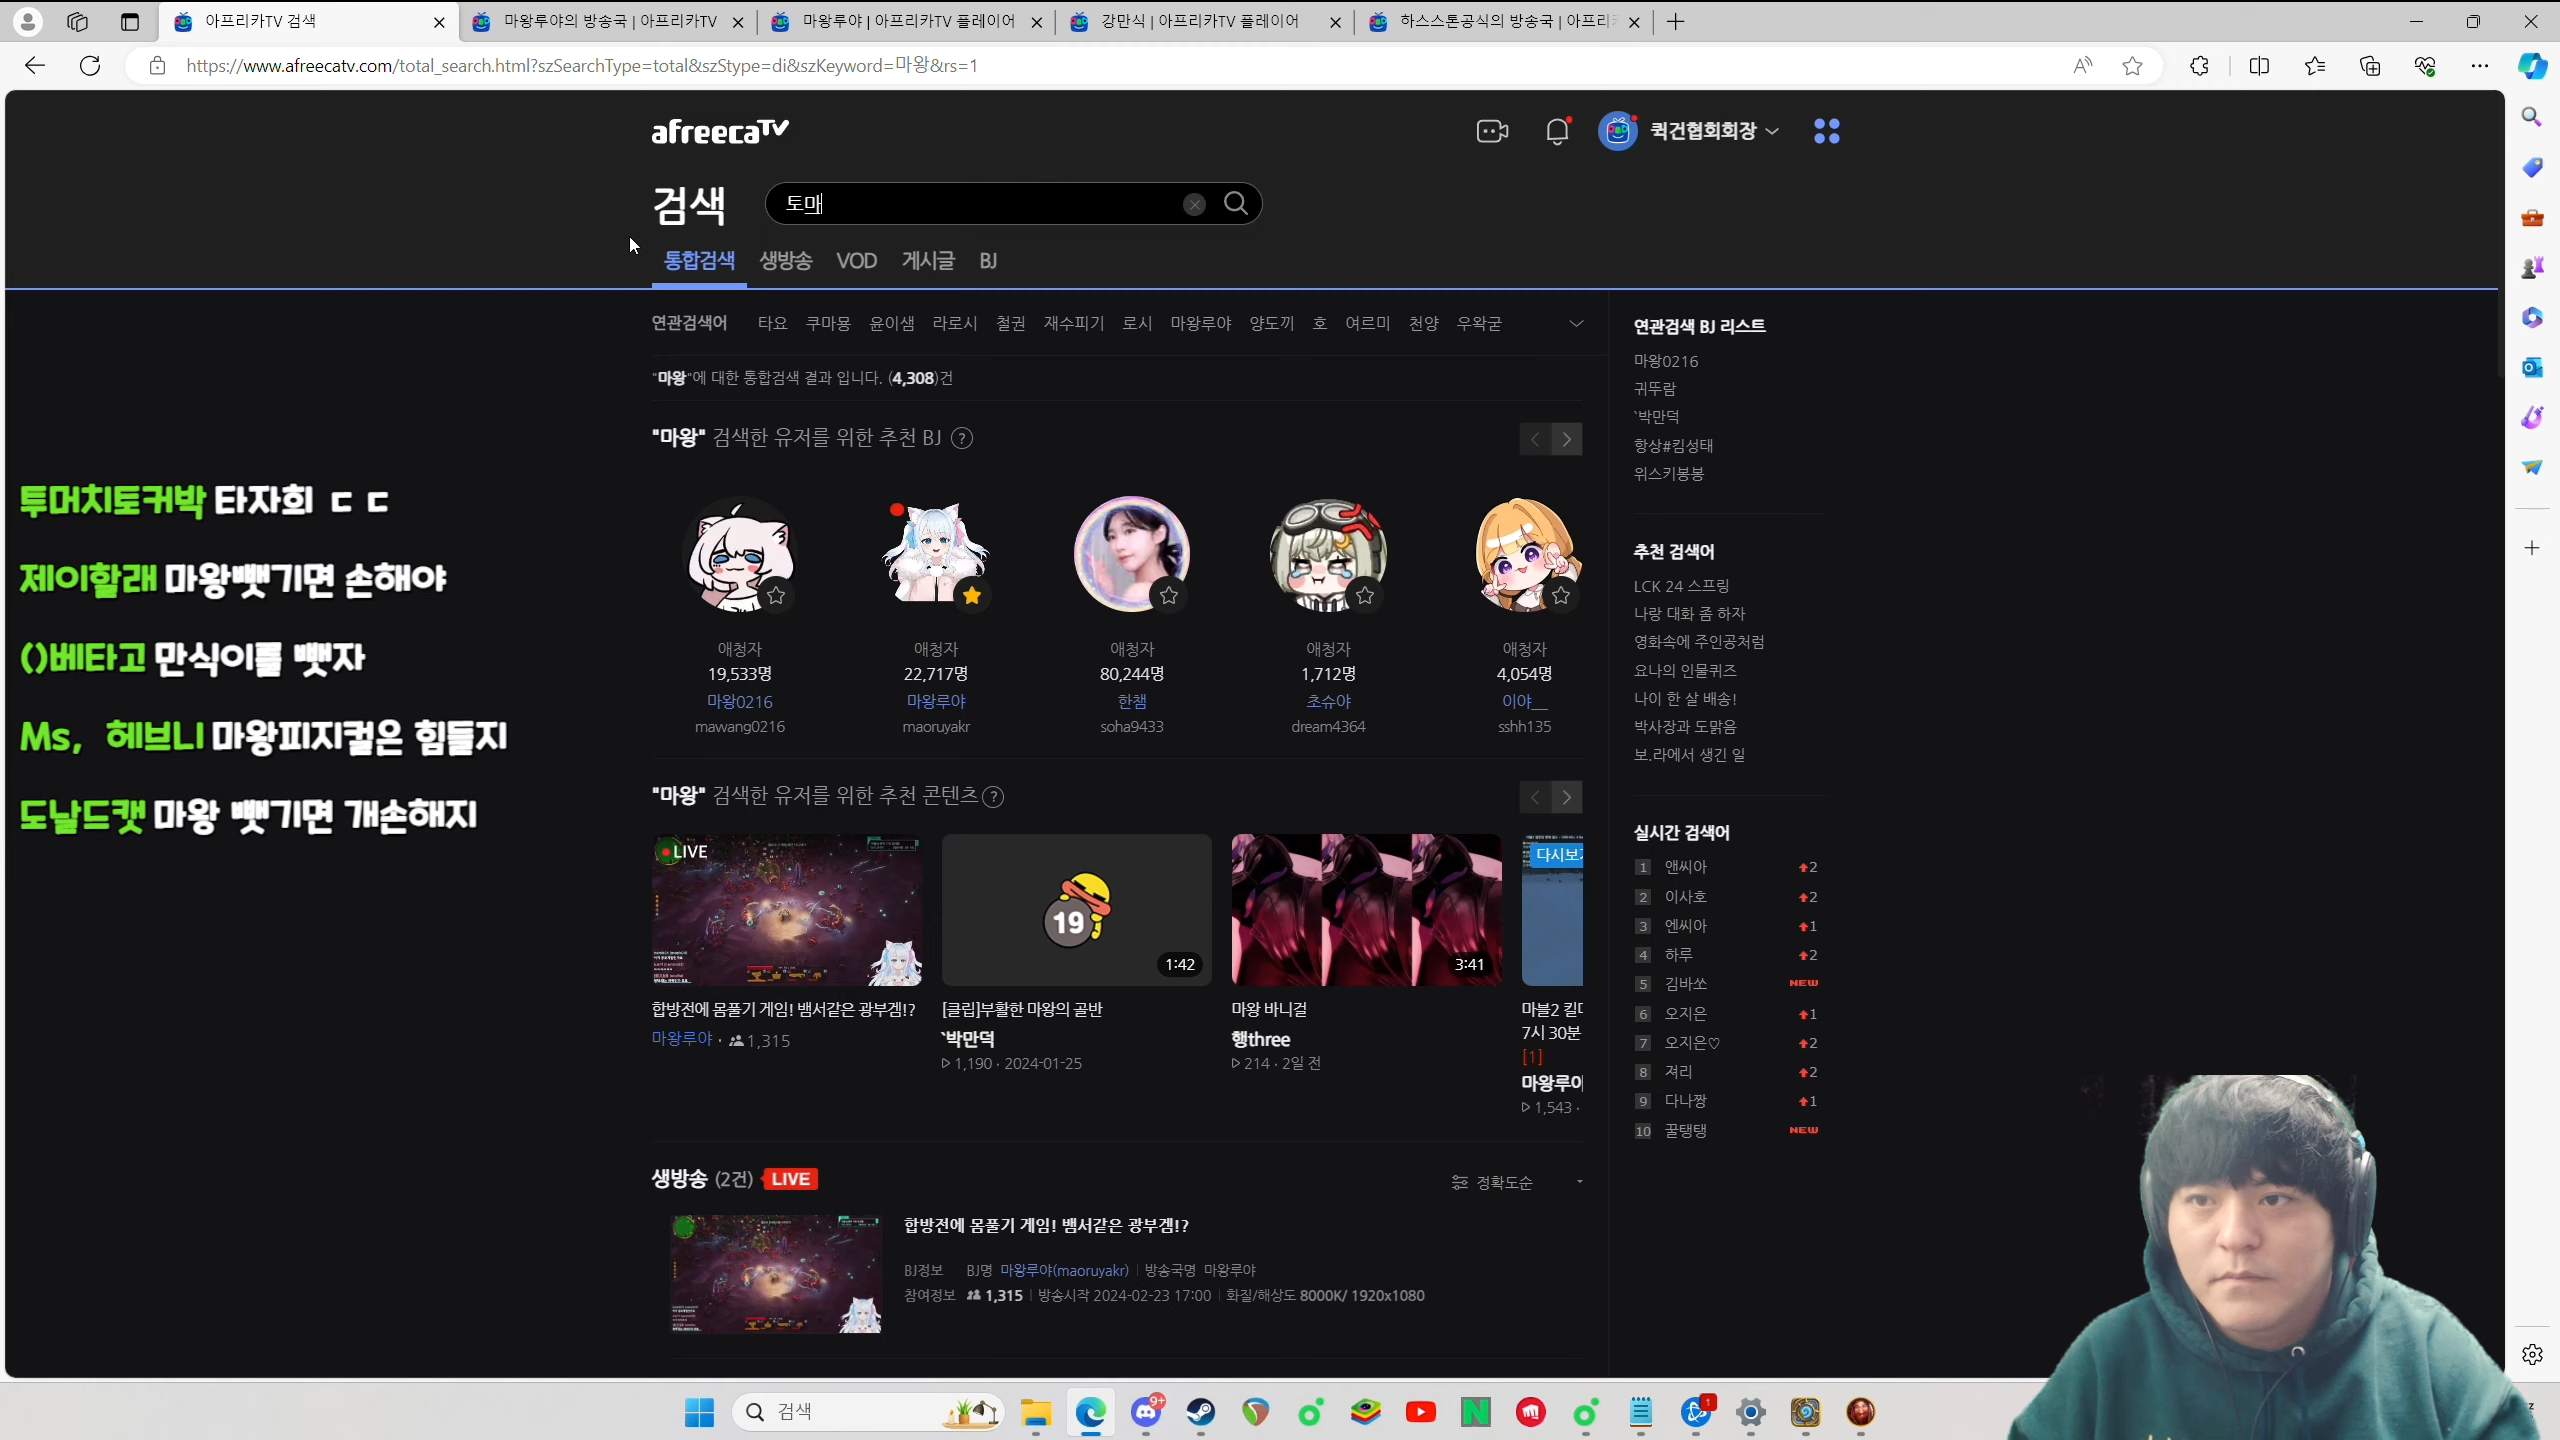 아프리카TV 검색
마왕루야의 방송국 | 아프리카TV
마왕루야 | 아프리카TV 플레이어
강만식 | 아프리카TV 플레이어
하스스톤공식의 방송국 | 아프리
https://www.afreecatv.com/total_search.html?szSearchType=total&szStype=di&szKeyword=마왕&rs=1
afreecaTV
퀵건협회회장
검색
토마
통합검색 생방송 VOD 게시글 BJ
연관검색어 타요 쿠마몽 윤이샘 라로시 철권 재수피기 로시 마왕루야 양도끼 호 여르미 천양 우왁굳
"마왕"에 대한 통합검색 결과 입니다. (4,308)건
"마왕" 검색한 유저를 위한 추천 BJ ?
애청자 애청자 애청자 애청자 애청자
19,533명 22,717명 80,244명 1,712명 4,054명
마왕0216 마왕루야 한챔 초슈야 이야__
mawang0216 maoruyakr soha9433 dream4364 sshh135
"마왕" 검색한 유저를 위한 추천 콘텐츠 ?
LIVE
19
1:42
3:41
다시보기
합방전에 몸풀기 게임! 뱀서같은 광부겜!?
마왕루야 · 1,315
[클립]부활한 마왕의 골반
`박만덕
1,190 · 2024-01-25
마왕 바니걸
행three
214 · 2일 전
마블2 킬
7시 30분
[1]
마왕루야
1,543 ·
생방송 (2건) LIVE
정확도순
합방전에 몸풀기 게임! 뱀서같은 광부겜!?
BJ정보 BJ명 마왕루야(maoruyakr) | 방송국명 마왕루야
참여정보 1,315 | 방송시작 2024-02-23 17:00 | 화질/해상도 8000K/ 1920x1080
연관검색 BJ 리스트
마왕0216
귀뚜람
`박만덕
항상#킴성태
위스키봉봉
추천 검색어
LCK 24 스프링
나랑 대화 좀 하자
영화속에 주인공처럼
요나의 인물퀴즈
나이 한 살 배송!
박사장과 도맑음
보.라에서 생긴 일
실시간 검색어
1 앤씨아 2
2 이사호 2
3 엔씨아 1
4 하루 2
5 김바쏘 NEW
6 오지은 1
7 오지은♡ 2
8 져리 2
9 다나짱 1
10 꿀탱탱 NEW
투머치토커박 타자회 ㄷㄷ
제이할래 마왕뺏기면 손해야
()베타고 만식이를 뺏자
Ms, 헤브니 마왕피지컬은 힘들지
도날드캣 마왕 뺏기면 개손해지
검색
9+
1